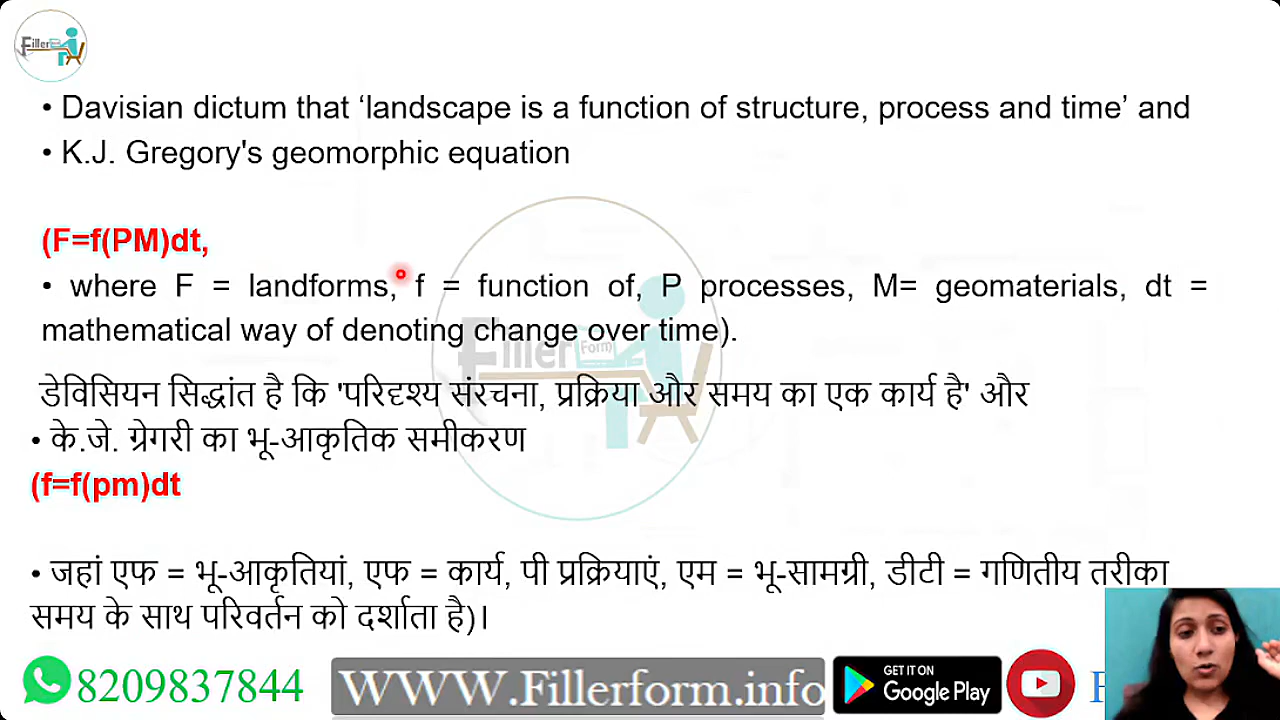 Filler
• Davisian dictum that ‘landscape is a function of structure, process and time’ and
• K.J. Gregory's geomorphic equation
(F=f(PM)dt,
• where F = landforms, f = function of, P processes, M= geomaterials, dt =
mathematical way of denoting change over time).
Filler Form
डेविसियन सिद्धांत है कि 'परिदृश्य संरचना, प्रक्रिया और समय का एक कार्य है' और
• के.जे. ग्रेगरी का भू-आकृतिक समीकरण
(f=f(pm)dt
• जहां एफ = भू-आकृतियां, एफ = कार्य, पी प्रक्रियाएं, एम = भू-सामग्री, डीटी = गणितीय तरीका
समय के साथ परिवर्तन को दर्शाता है)।
8209837844 WWW.Fillerform.info GET IT ON Google Play